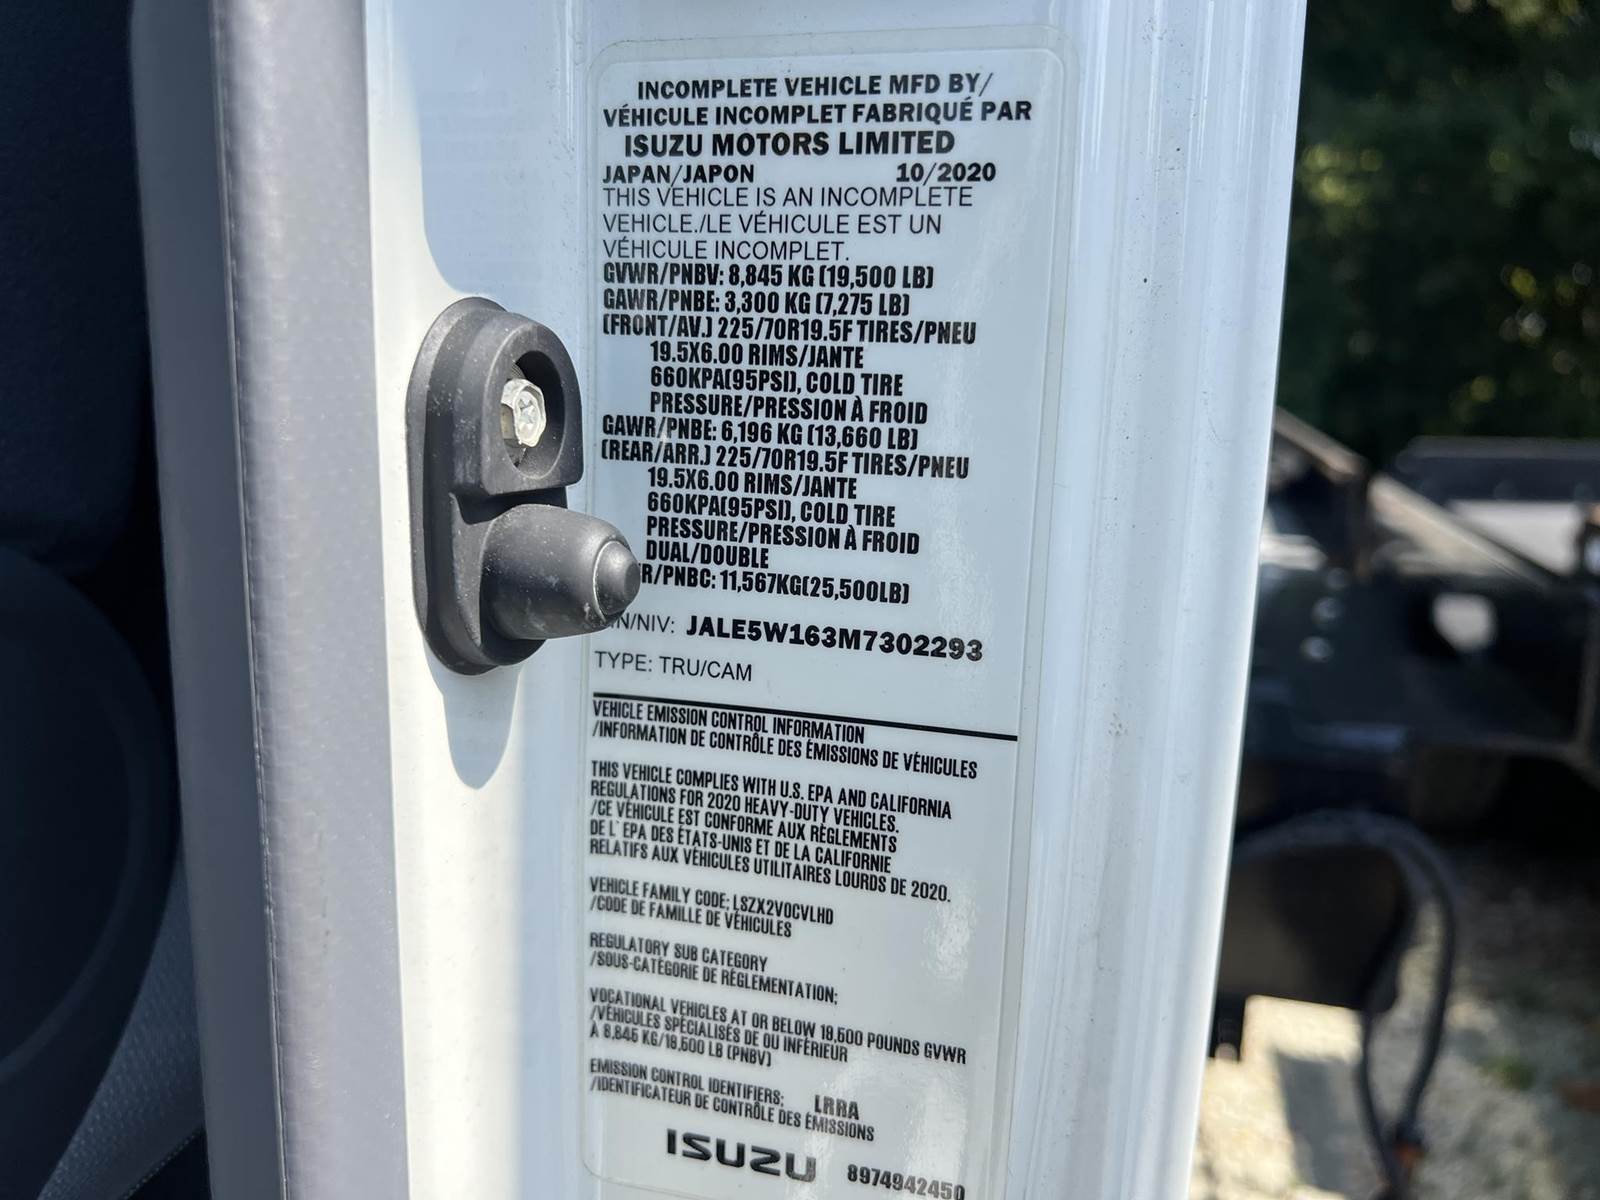 INCOMPLETE VEHICLE MFD BY/
VÉHICULE INCOMPLET FABRIQUÉ PAR
ISUZU MOTORS LIMITED
JAPAN/JAPON 10/2020
THIS VEHICLE IS AN INCOMPLETE
VEHICLE./LE VÉHICULE EST UN
VÉHICULE INCOMPLET.
GVWR/PNBV: 8,845 KG (19,500 LB)
GAWR/PNBE: 3,300 KG (7,275 LB)
(FRONT/AV.) 225/70R19.5F TIRES/PNEU
19.5X6.00 RIMS/JANTE
660KPA(95PSI), COLD TIRE
PRESSURE/PRESSION À FROID
GAWR/PNBE: 6,196 KG (13,660 LB)
(REAR/ARR.) 225/70R19.5F TIRES/PNEU
19.5X6.00 RIMS/JANTE
660KPA(95PSI), COLD TIRE
PRESSURE/PRESSION À FROID
DUAL/DOUBLE
R/PNBC: 11,567KG(25,500LB)
N/NIV: JALE5W163M7302293
TYPE: TRU/CAM
VEHICLE EMISSION CONTROL INFORMATION
/INFORMATION DE CONTRÔLE DES ÉMISSIONS DE VÉHICULES
THIS VEHICLE COMPLIES WITH U.S. EPA AND CALIFORNIA
REGULATIONS FOR 2020 HEAVY-DUTY VEHICLES.
/CE VÉHICULE EST CONFORME AUX RÈGLEMENTS
DE L'EPA DES ÉTATS-UNIS ET DE LA CALIFORNIE
RELATIFS AUX VÉHICULES UTILITAIRES LOURDS DE 2020.
VEHICLE FAMILY CODE; LSZX2VOCVLHD
/CODE DE FAMILLE DE VÉHICULES
REGULATORY SUB CATEGORY
/SOUS-CATÉGORIE DE RÉGLEMENTATION;
VOCATIONAL VEHICLES AT OR BELOW 19,500 POUNDS GVWR
/VÉHICULES SPÉCIALISÉS DE OU INFÉRIEUR
À 8,845 KG/19,500 LB (PNBV)
EMISSION CONTROL IDENTIFIERS; LRRA
/IDENTIFICATEUR DE CONTRÔLE DES ÉMISSIONS
ISUZU 8974942450